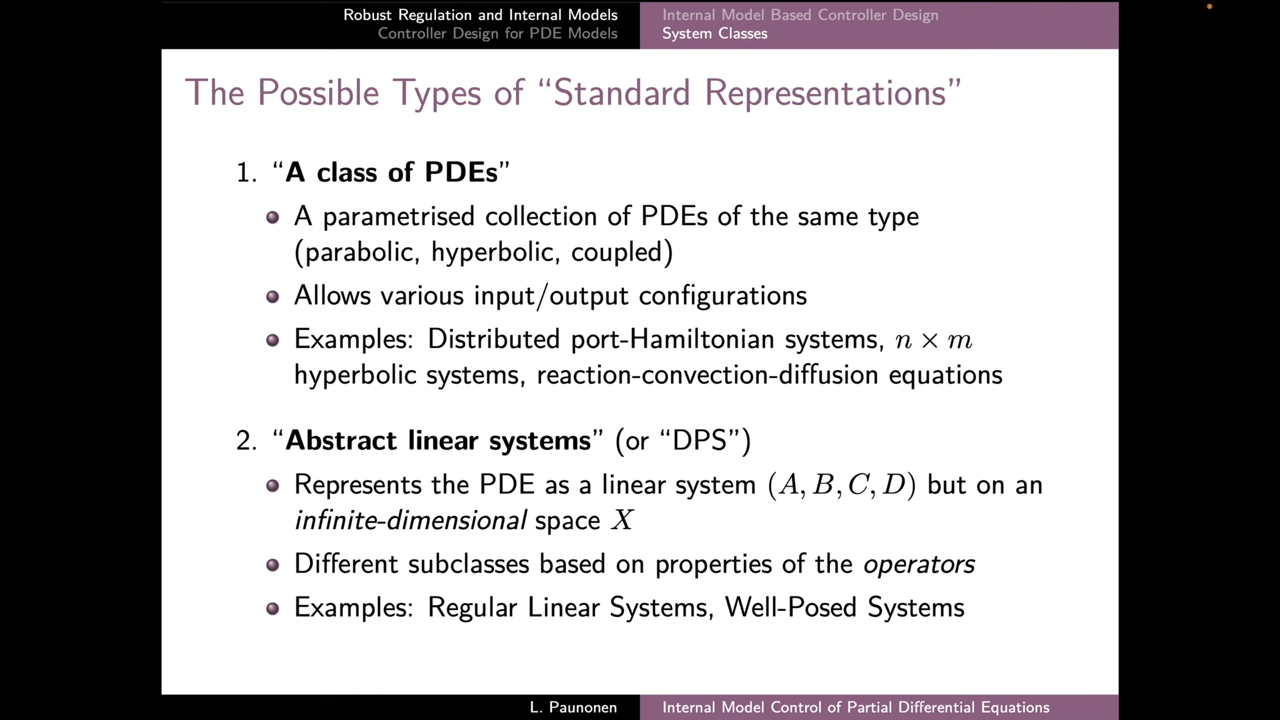 Robust Regulation and Internal Models
Controller Design for PDE Models
Internal Model Based Controller Design
System Classes
The Possible Types of “Standard Representations”
1. “A class of PDEs”
A parametrised collection of PDEs of the same type
(parabolic, hyperbolic, coupled)
Allows various input/output configurations
Examples: Distributed port-Hamiltonian systems, n × m
hyperbolic systems, reaction-convection-diffusion equations
2. “Abstract linear systems” (or “DPS”)
Represents the PDE as a linear system (A, B, C, D) but on an
infinite-dimensional space X
Different subclasses based on properties of the operators
Examples: Regular Linear Systems, Well-Posed Systems
L. Paunonen
Internal Model Control of Partial Differential Equations